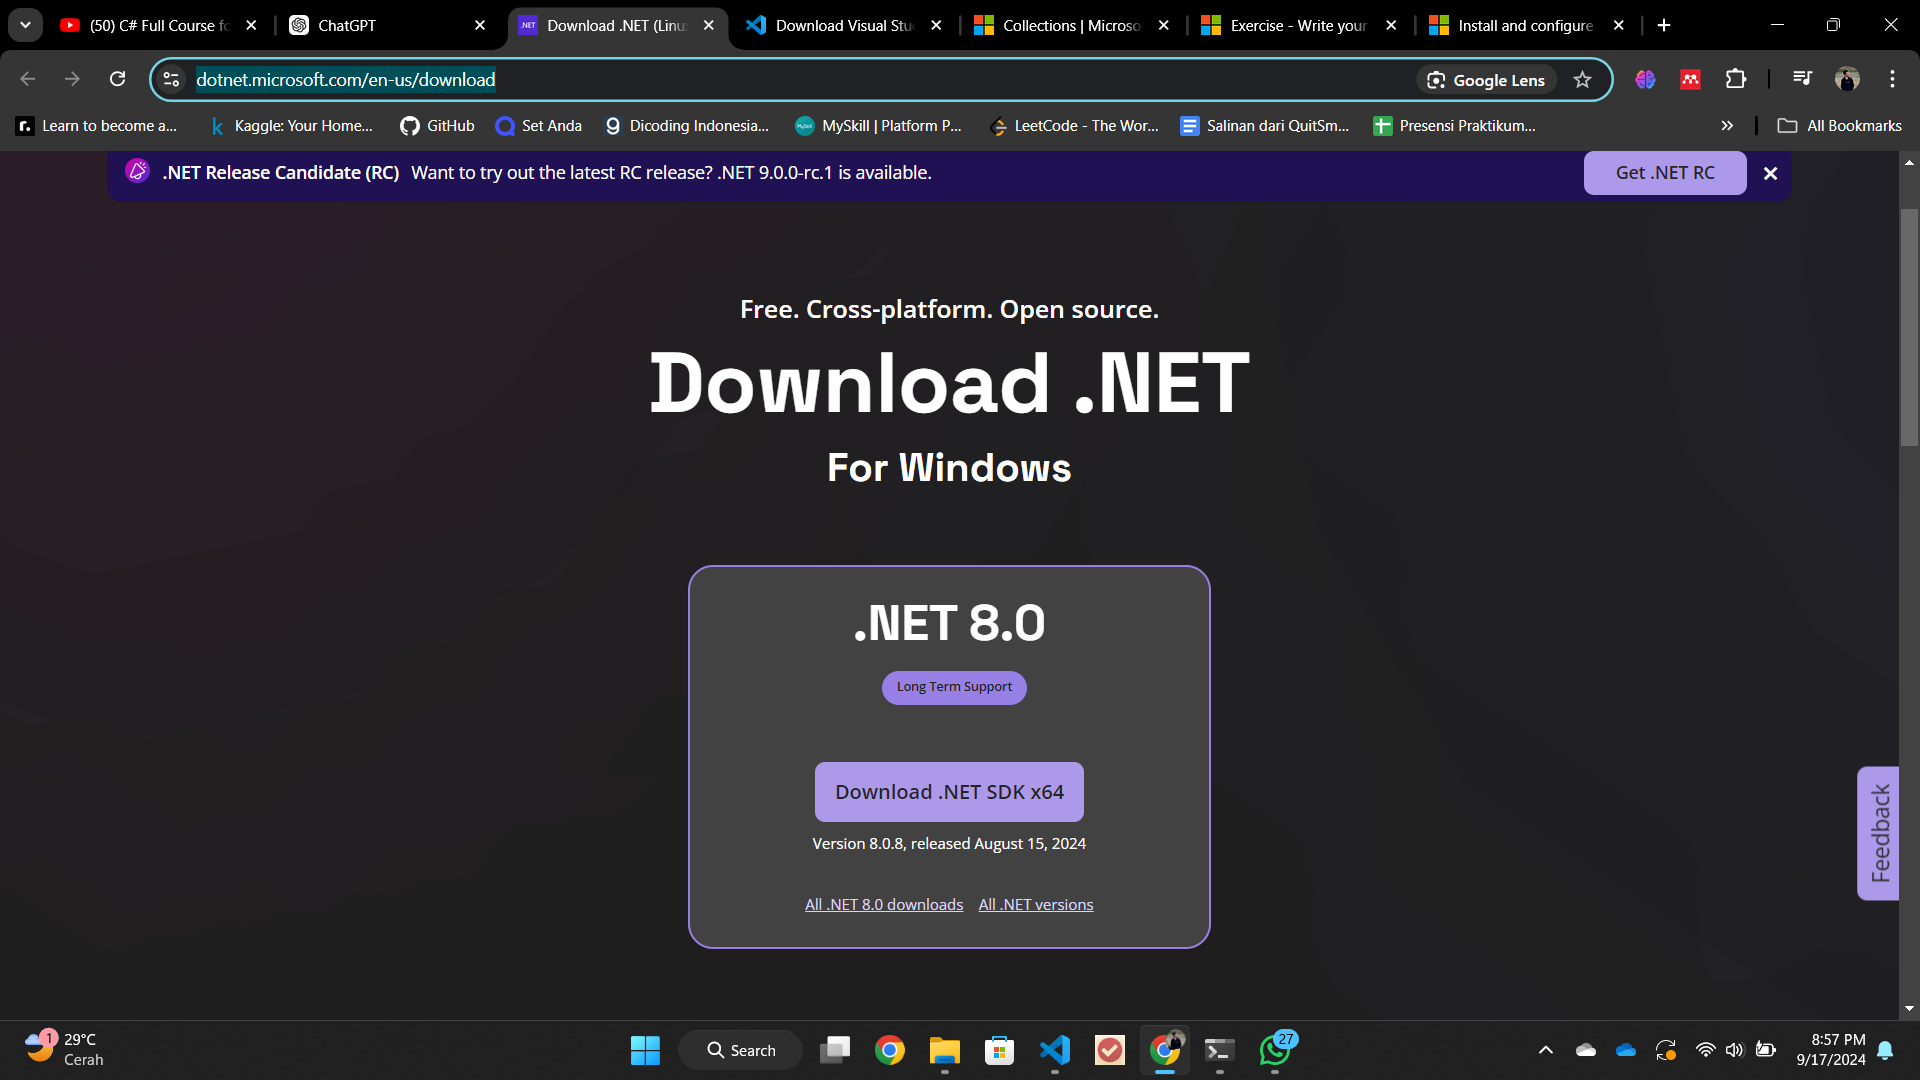 (50) C# Full Course fo
ChatGPT
Download .NET (Linu
Download Visual Stu
Collections | Microso
Exercise - Write your
Install and configure
dotnet.microsoft.com/en-us/download
Google Lens
Learn to become a...
Kaggle: Your Home...
GitHub
Set Anda
Dicoding Indonesia...
MySkill | Platform P...
LeetCode - The Wor...
Salinan dari QuitSm...
Presensi Praktikum...
All Bookmarks
.NET Release Candidate (RC) Want to try out the latest RC release? .NET 9.0.0-rc.1 is available.
Get .NET RC
Free. Cross-platform. Open source.
Download .NET
For Windows
.NET 8.0
Long Term Support
Download .NET SDK x64
Version 8.0.8, released August 15, 2024
All .NET 8.0 downloads All .NET versions
Feedback
1
29°C
Cerah
Search
27
8:57 PM
9/17/2024